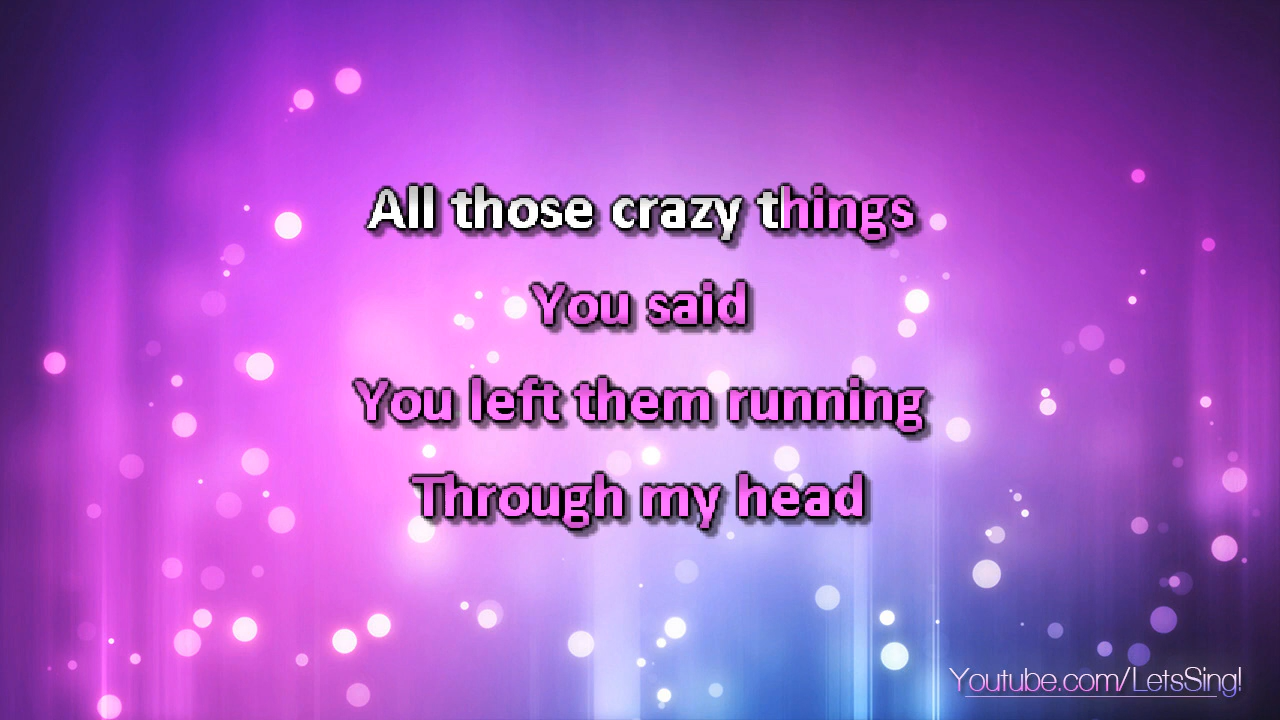 All those crazy things
You said
You left them running
Through my head
Youtube.com/LetsSing!